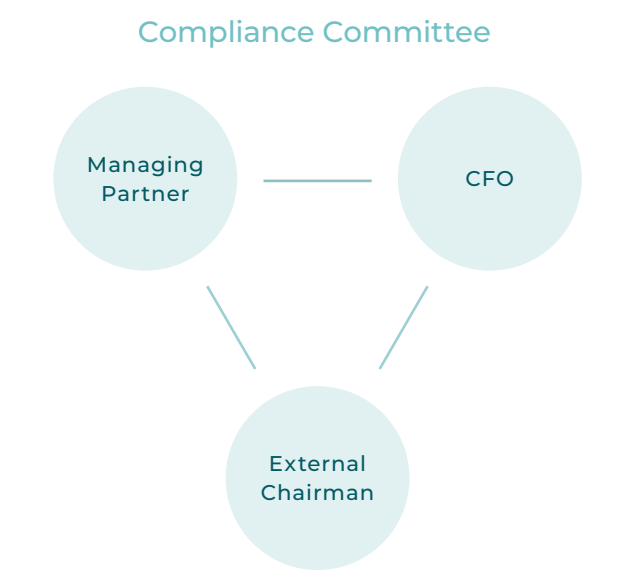 Compliance Committee
Managing
Partner
CFO
External
Chairman